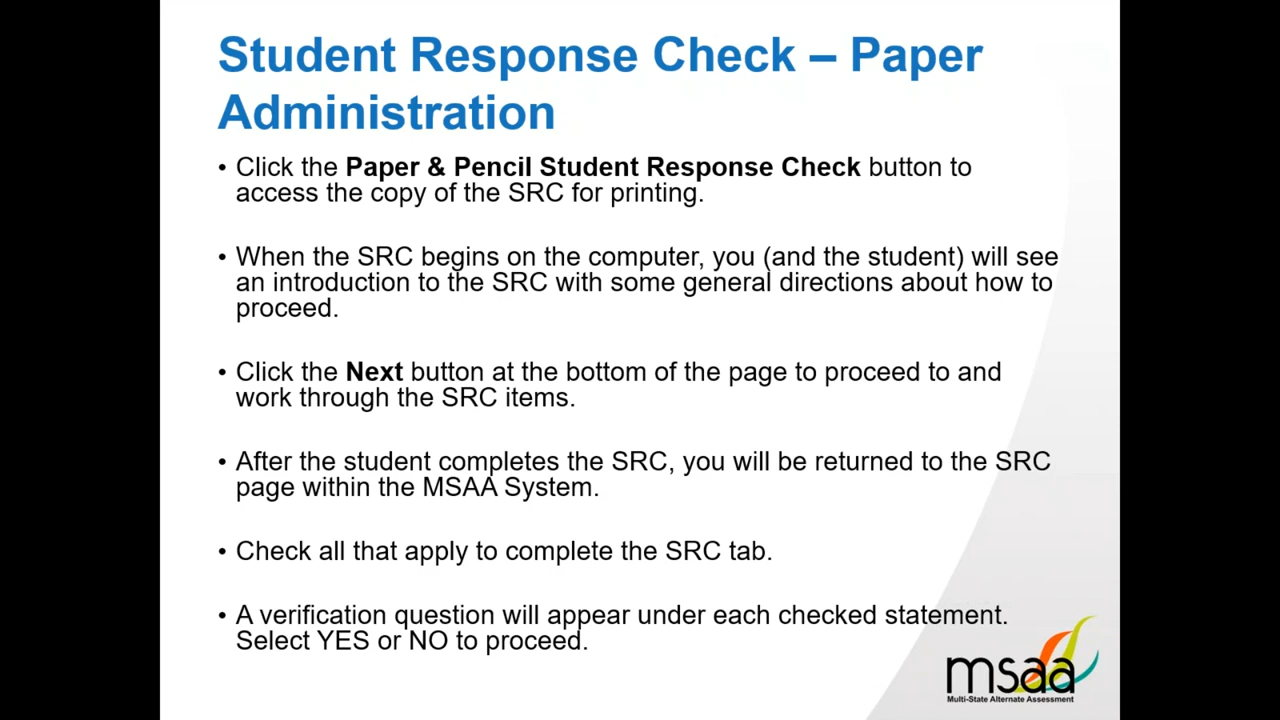 Student Response Check – Paper
Administration
• Click the Paper & Pencil Student Response Check button to
access the copy of the SRC for printing.
• When the SRC begins on the computer, you (and the student) will see
an introduction to the SRC with some general directions about how to
proceed.
• Click the Next button at the bottom of the page to proceed to and
work through the SRC items.
• After the student completes the SRC, you will be returned to the SRC
page within the MSAA System.
• Check all that apply to complete the SRC tab.
• A verification question will appear under each checked statement.
Select YES or NO to proceed.
msaa
Multi-State Alternate Assessment